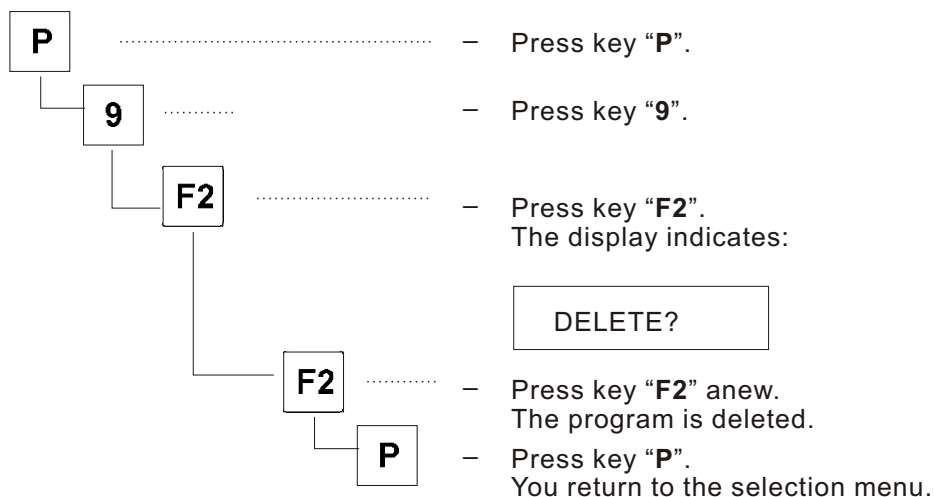 P – Press key “P”.
9 – Press key “9”.
F2 – Press key “F2”.
The display indicates:
DELETE?
F2 – Press key “F2” anew.
The program is deleted.
P – Press key “P”.
You return to the selection menu.